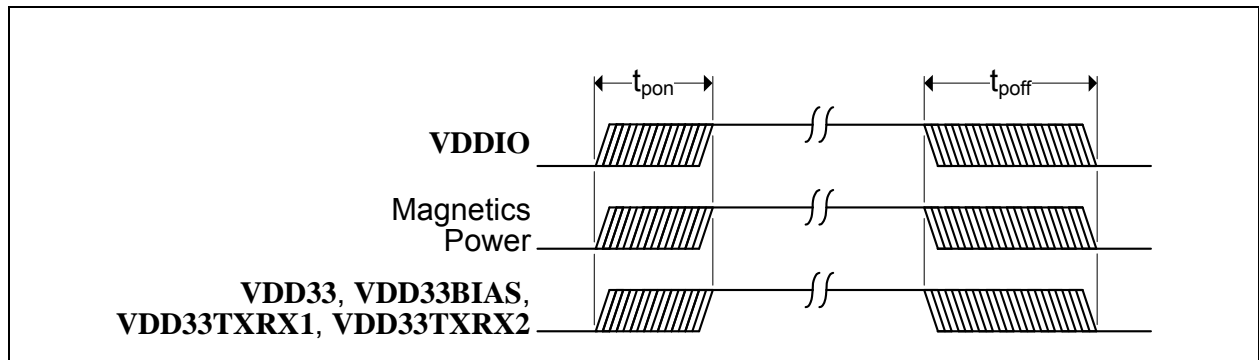 tpon
tpoff
VDDIO
Magnetics
Power
VDD33, VDD33BIAS,
VDD33TXRX1, VDD33TXRX2